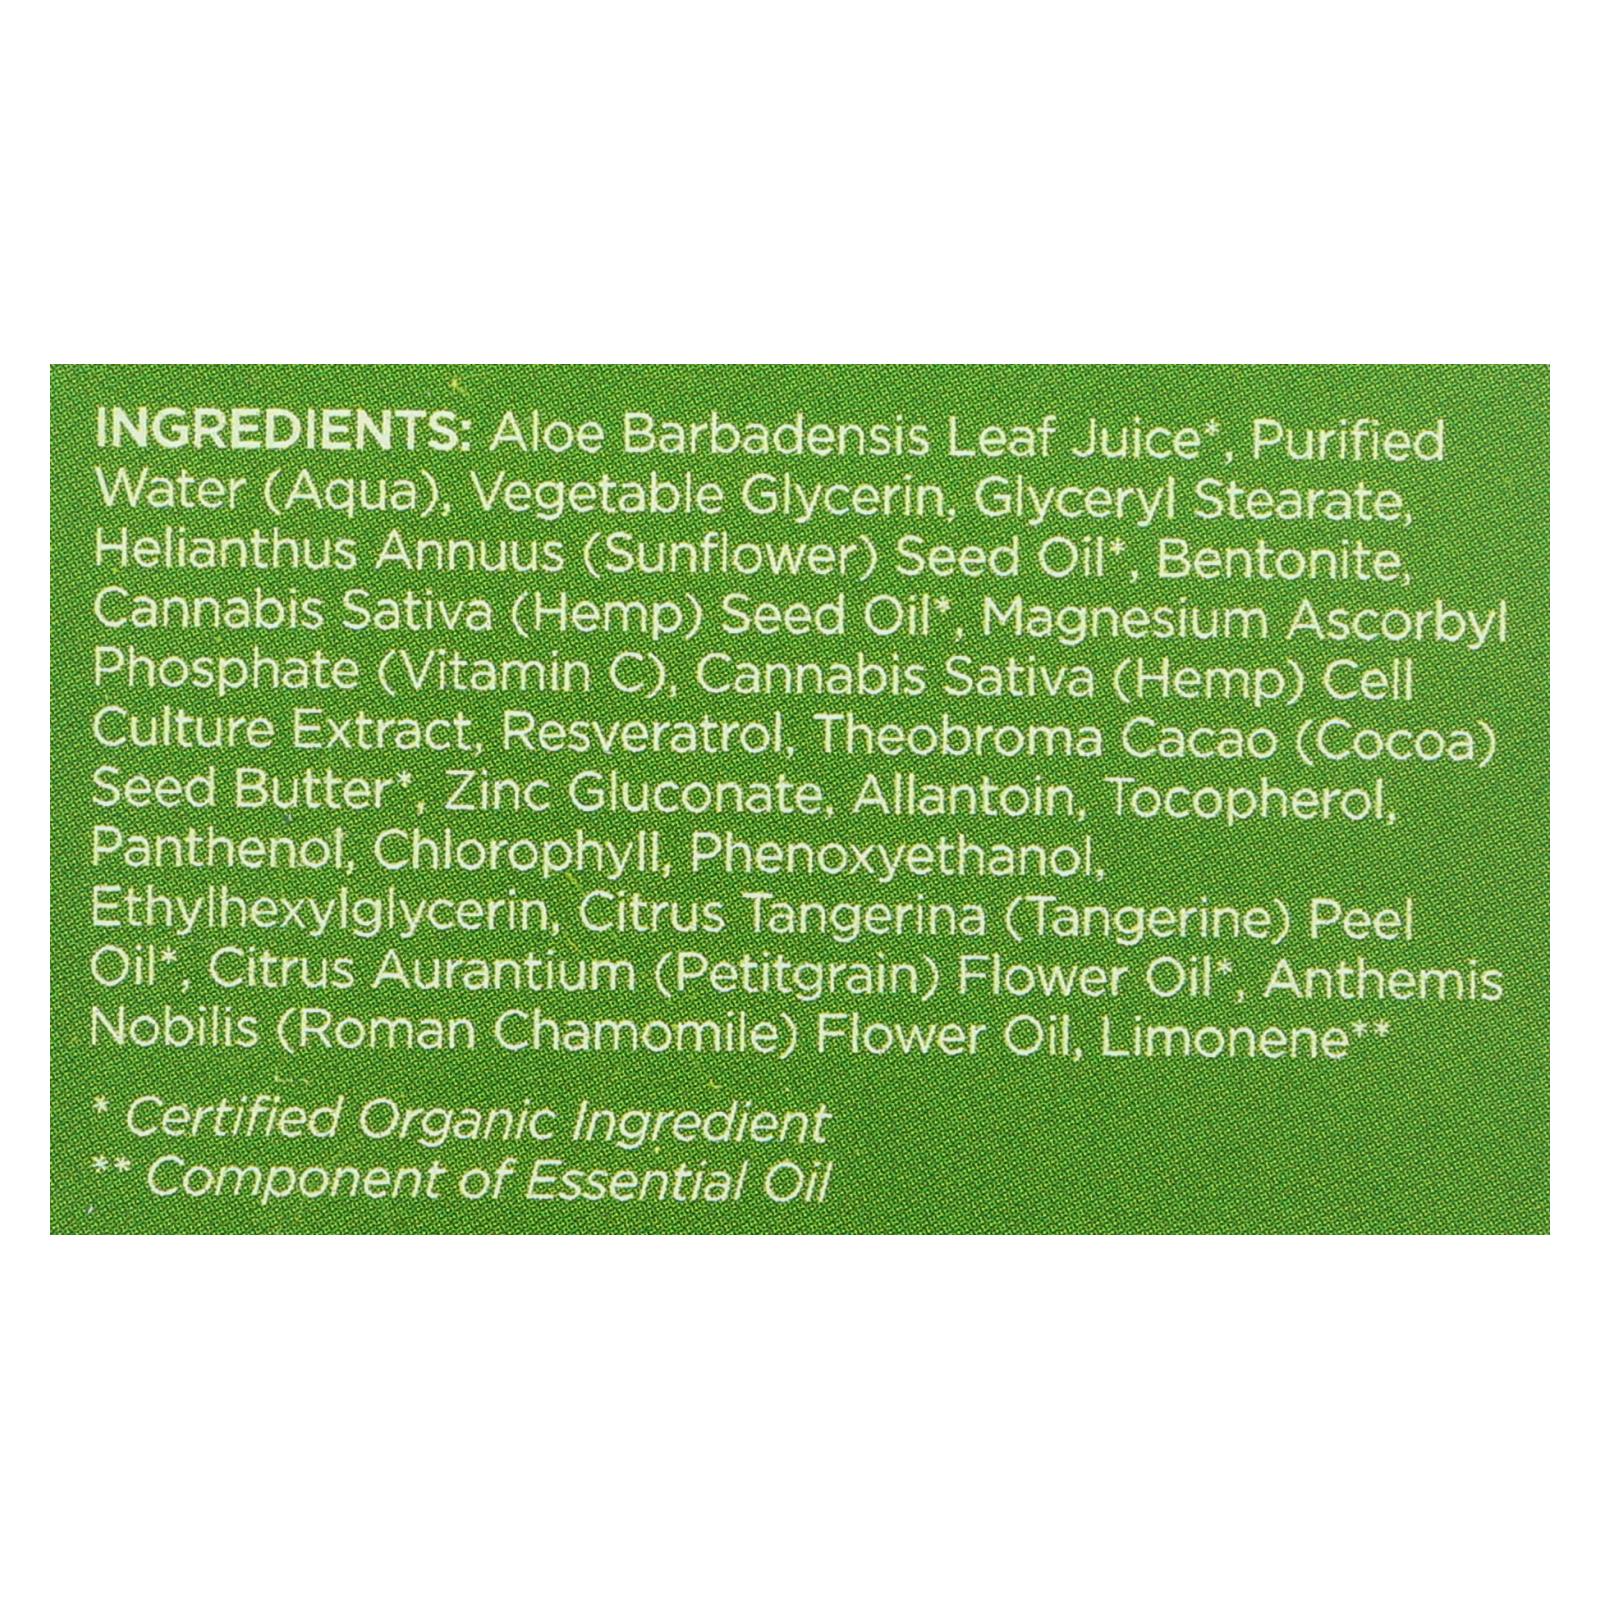 INGREDIENTS: Aloe Barbadensis Leaf Juice*, Purified
Water (Aqua), Vegetable Glycerin, Glyceryl Stearate,
Helianthus Annuus (Sunflower) Seed Oil*, Bentonite,
Cannabis Sativa (Hemp) Seed Oil*, Magnesium Ascorbyl
Phosphate (Vitamin C), Cannabis Sativa (Hemp) Cell
Culture Extract, Resveratrol, Theobroma Cacao (Cocoa)
Seed Butter*, Zinc Gluconate, Allantoin, Tocopherol,
Panthenol, Chlorophyll, Phenoxyethanol,
Ethylhexylglycerin, Citrus Tangerina (Tangerine) Peel
Oil*, Citrus Aurantium (Petitgrain) Flower Oil*, Anthemis
Nobilis (Roman Chamomile) Flower Oil, Limonene**
* Certified Organic Ingredient
** Component of Essential Oil